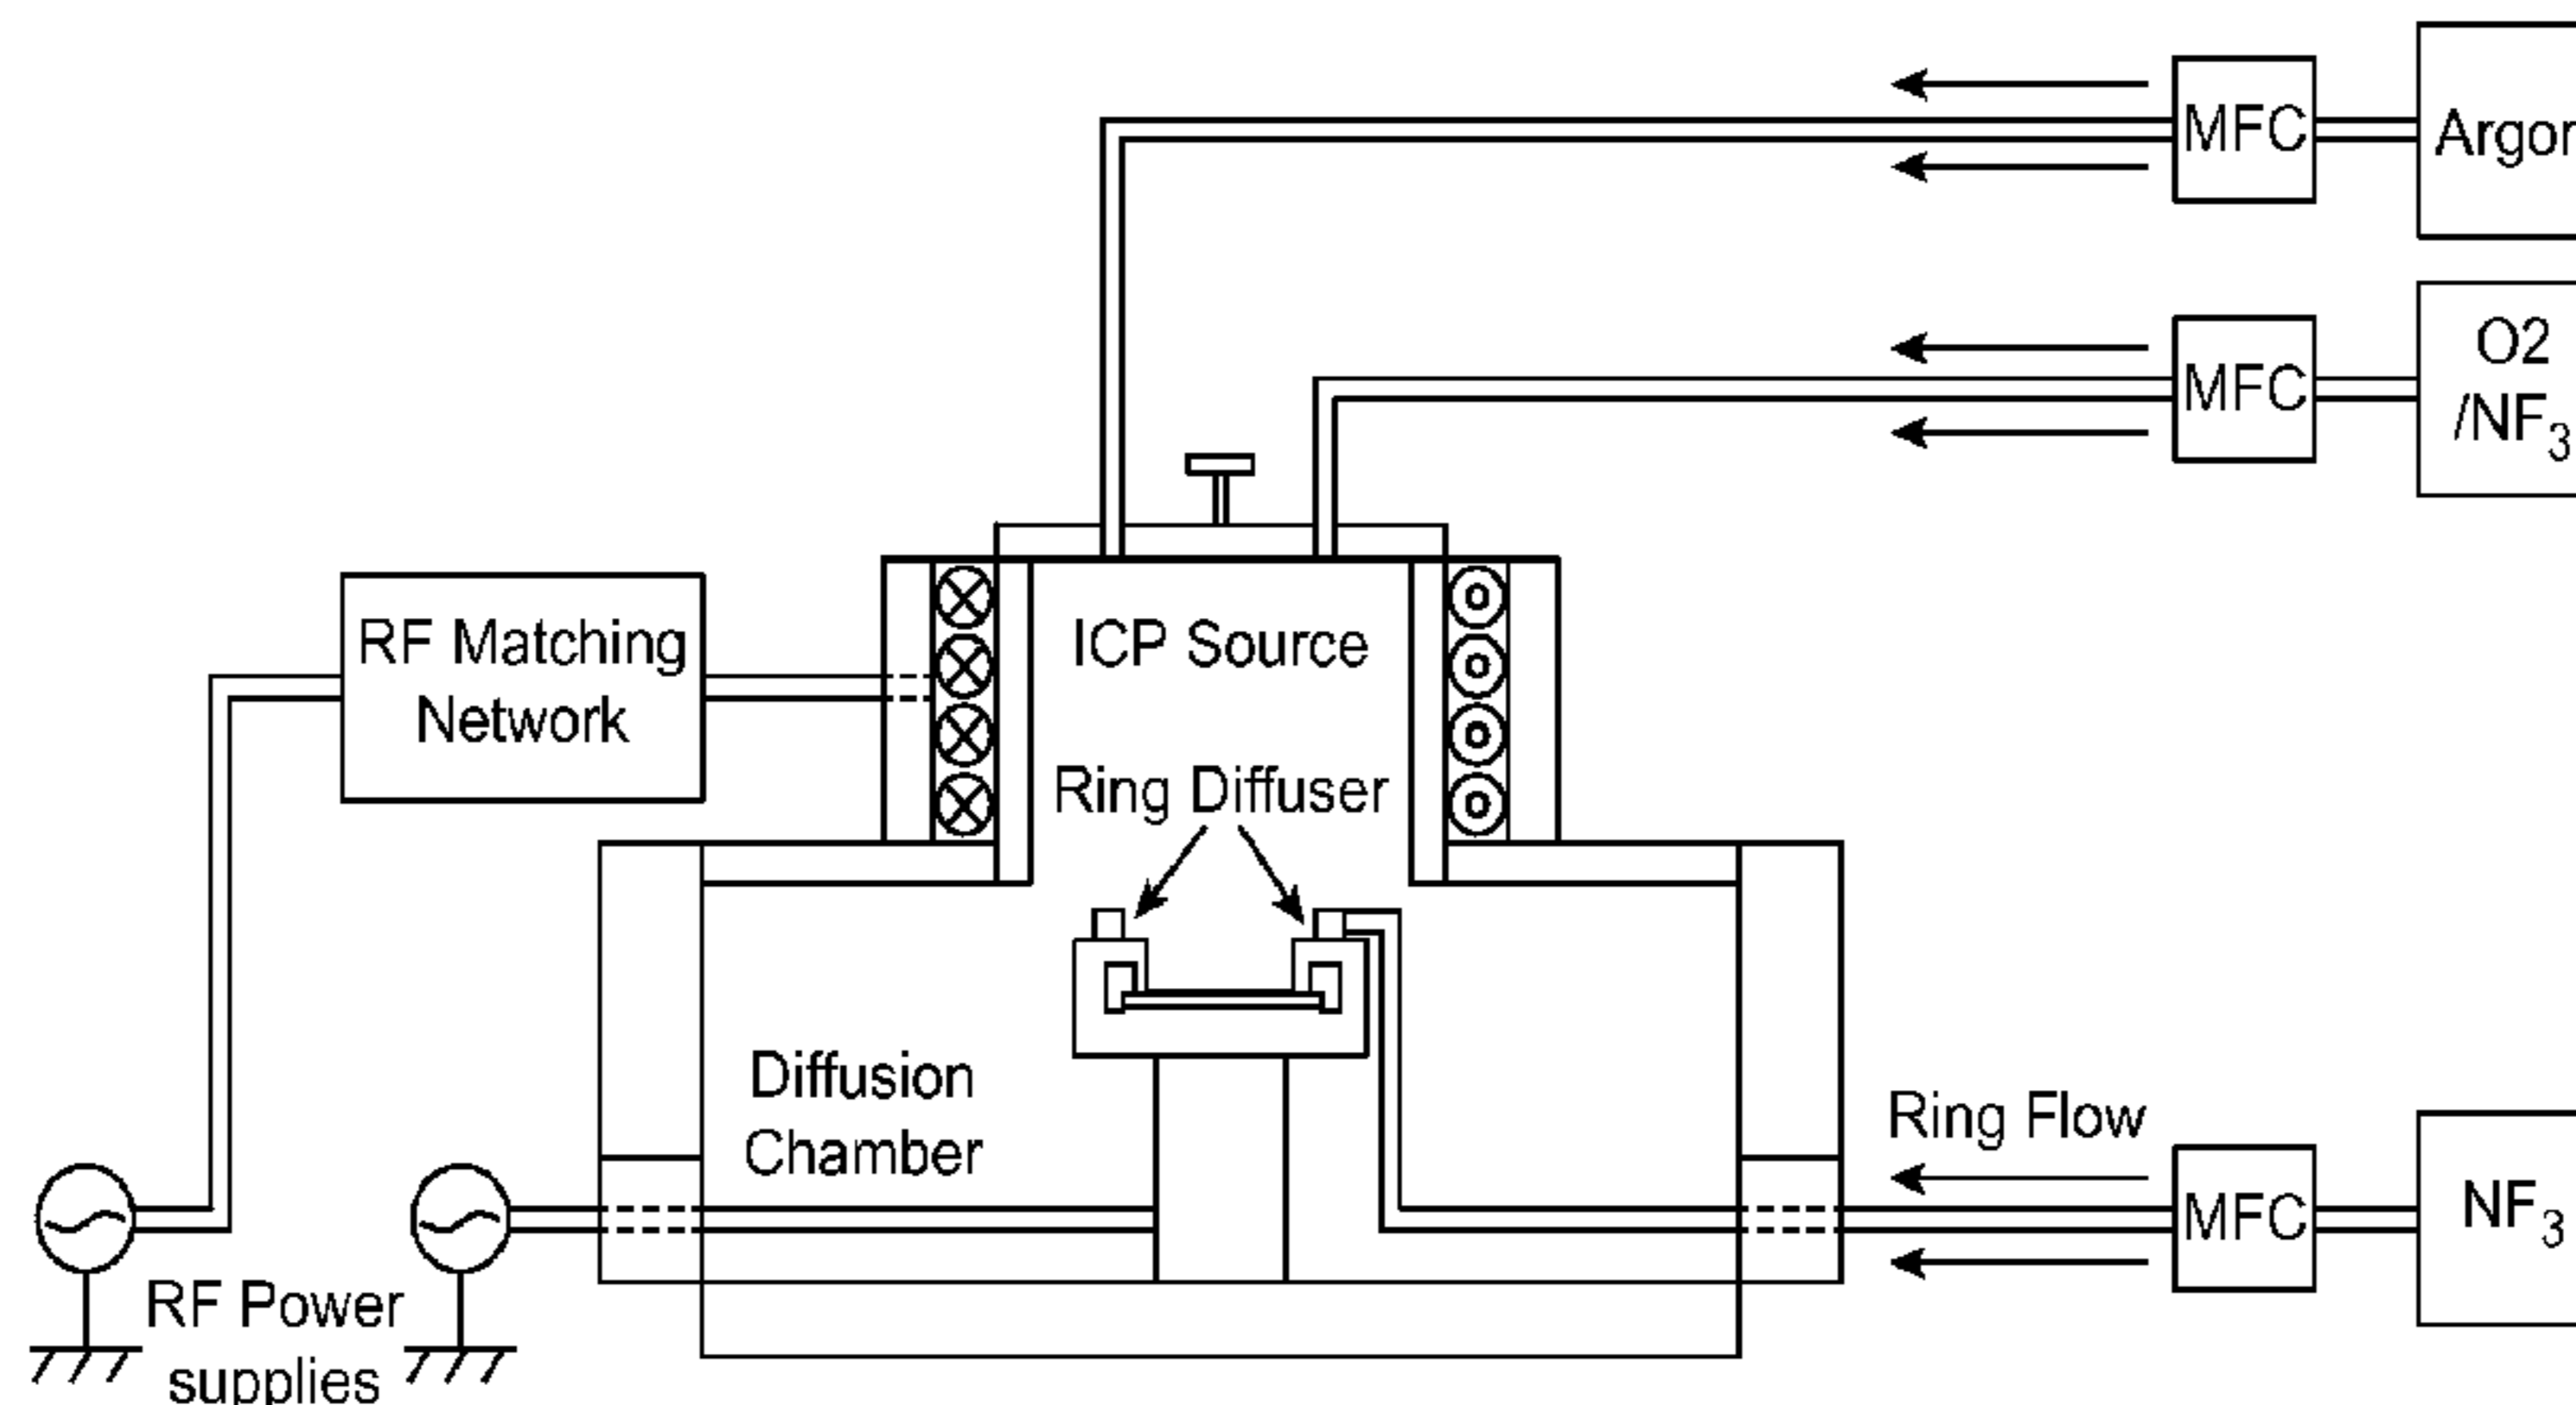 MFC
Argon
MFC
O2
/NF3
RF Matching
Network
ICP Source
Ring Diffuser
Diffusion
Chamber
Ring Flow
MFC
NF3
RF Power
supplies